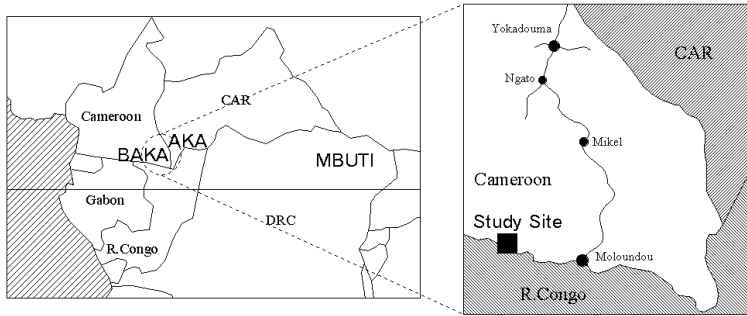 Cameroon
CAR
AKA
BAKA
MBUTI
Gabon
DRC
R.Congo
Yokadouma
CAR
Ngato
Mikel
Cameroon
Study Site
Moloundou
R.Congo